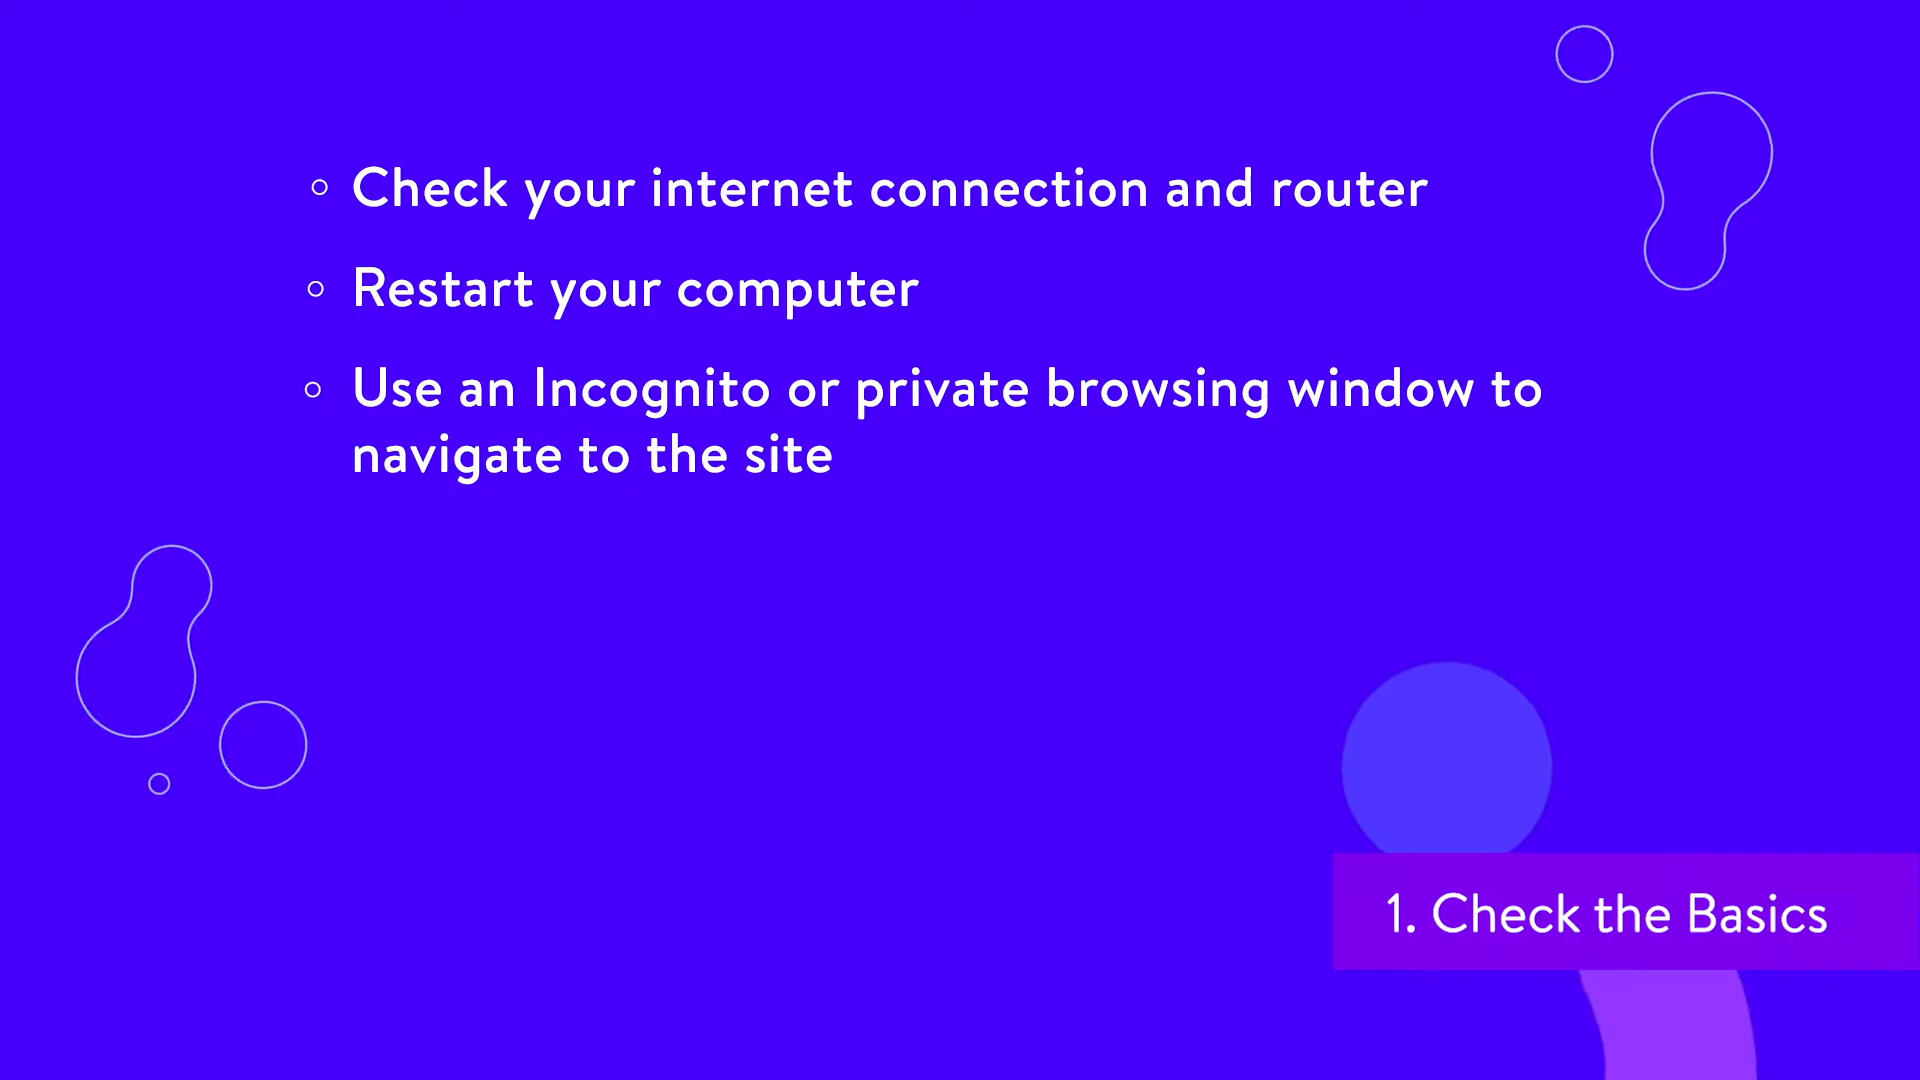 Check your internet connection and router
Restart your computer
Use an Incognito or private browsing window to
navigate to the site
1. Check the Basics